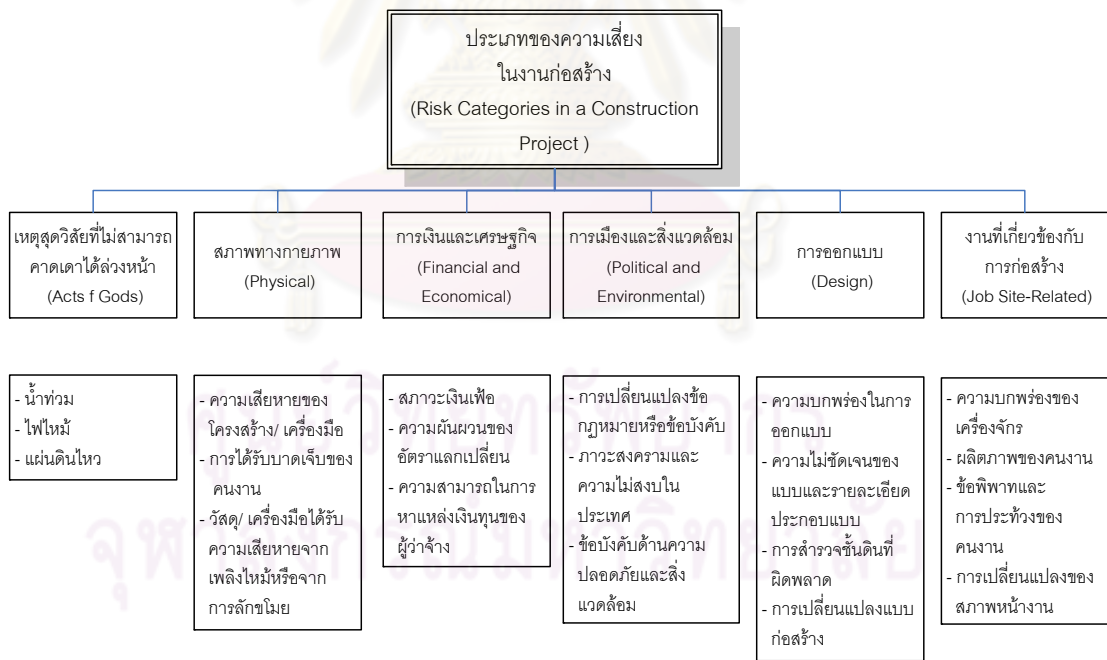 ประเภทของความเสี่ยง
ในงานก่อสร้าง
(Risk Categories in a Construction
Project )
เหตุสุดวิสัยที่ไม่สามารถ
คาดเดาได้ล่วงหน้า
(Acts f Gods)
สภาพทางกายภาพ
(Physical)
การเงินและเศรษฐกิจ
(Financial and
Economical)
การเมืองและสิ่งแวดล้อม
(Political and
Environmental)
การออกแบบ
(Design)
งานที่เกี่ยวข้องกับ
การก่อสร้าง
(Job Site-Related)
- น้ำท่วม
- ไฟไหม้
- แผ่นดินไหว
- ความเสียหายของ
โครงสร้าง/ เครื่องมือ
- การได้รับบาดเจ็บของ
คนงาน
- วัสดุ/ เครื่องมือได้รับ
ความเสียหายจาก
เพลิงไหม้หรือจาก
การลักขโมย
- สภาวะเงินเฟ้อ
- ความผันผวนของ
อัตราแลกเปลี่ยน
- ความสามารถในการ
หาแหล่งเงินทุนของ
ผู้ว่าจ้าง
- การเปลี่ยนแปลงข้อ
กฎหมายหรือข้อบังคับ
- ภาวะสงครามและ
ความไม่สงบใน
ประเทศ
- ข้อบังคับด้านความ
ปลอดภัยและสิ่ง
แวดล้อม
- ความบกพร่องในการ
ออกแบบ
- ความไม่ชัดเจนของ
แบบและรายละเอียด
ประกอบแบบ
- การสำรวจชั้นดินที่
ผิดพลาด
- การเปลี่ยนแปลงแบบ
ก่อสร้าง
- ความบกพร่องของ
เครื่องจักร
- ผลิตภาพของคนงาน
- ข้อพิพาทและ
การประท้วงของ
คนงาน
- การเปลี่ยนแปลงของ
สภาพหน้างาน
ศูนย์วิทยทรัพยากร
จุฬาลงกรณ์มหาวิทยาลัย